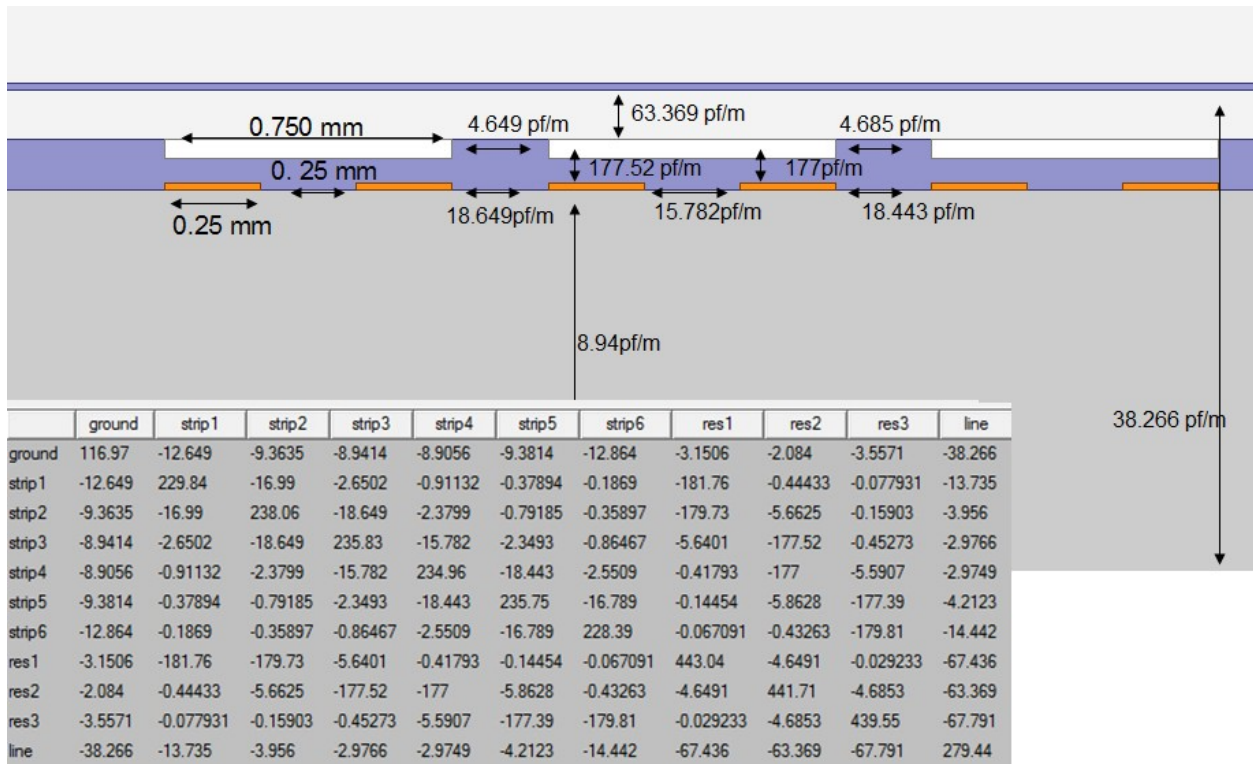 63.369 pf/m
0.750 mm
4.649 pf/m
4.685 pf/m
0. 25 mm
177.52 pf/m
177pf/m
0.25 mm
18.649pf/m
15.782pf/m
18.443 pf/m
8.94pf/m
38.266 pf/m
ground strip1 strip2 strip3 strip4 strip5 strip6 res1 res2 res3 line
ground 116.97 -12.649 -9.3635 -8.9414 -8.9056 -9.3814 -12.864 -3.1506 -2.084 -3.5571 -38.266
strip1 -12.649 229.84 -16.99 -2.6502 -0.91132 -0.37894 -0.1869 -181.76 -0.44433 -0.077931 -13.735
strip2 -9.3635 -16.99 238.06 -18.649 -2.3799 -0.79185 -0.35897 -179.73 -5.6625 -0.15903 -3.956
strip3 -8.9414 -2.6502 -18.649 235.83 -15.782 -2.3493 -0.86467 -5.6401 -177.52 -0.45273 -2.9766
strip4 -8.9056 -0.91132 -2.3799 -15.782 234.96 -18.443 -2.5509 -0.41793 -177 -5.5907 -2.9749
strip5 -9.3814 -0.37894 -0.79185 -2.3493 -18.443 235.75 -16.789 -0.14454 -5.8628 -177.39 -4.2123
strip6 -12.864 -0.1869 -0.35897 -0.86467 -2.5509 -16.789 228.39 -0.067091 -0.43263 -179.81 -14.442
res1 -3.1506 -181.76 -179.73 -5.6401 -0.41793 -0.14454 -0.067091 443.04 -4.6491 -0.029233 -67.436
res2 -2.084 -0.44433 -5.6625 -177.52 -177 -5.8628 -0.43263 -4.6491 441.71 -4.6853 -63.369
res3 -3.5571 -0.077931 -0.15903 -0.45273 -5.5907 -177.39 -179.81 -0.029233 -4.6853 439.55 -67.791
line -38.266 -13.735 -3.956 -2.9766 -2.9749 -4.2123 -14.442 -67.436 -63.369 -67.791 279.44